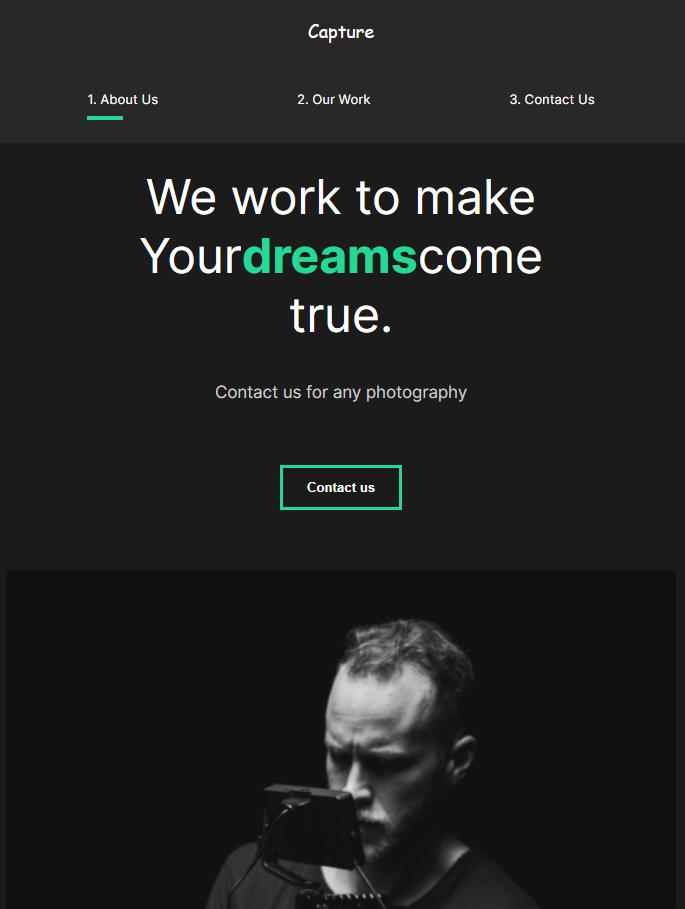 Capture
1. About Us
2. Our Work
3. Contact Us
We work to make
Yourdreamscome
true.
Contact us for any photography
Contact us